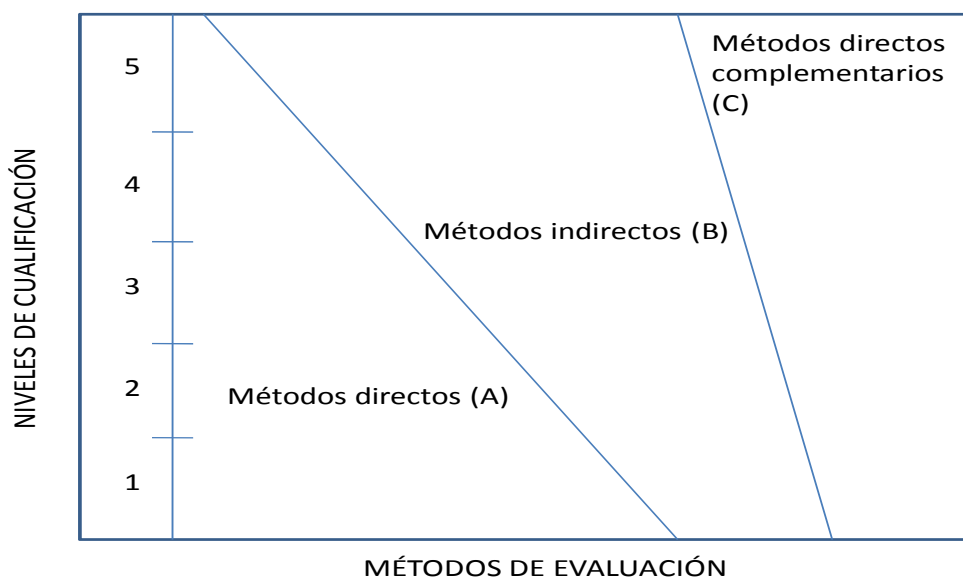 Métodos directos
complementarios
(C)
5
4
Métodos indirectos (B)
3
2
Métodos directos (A)
1
NIVELES DE CUALIFICACIÓN
MÉTODOS DE EVALUACIÓN